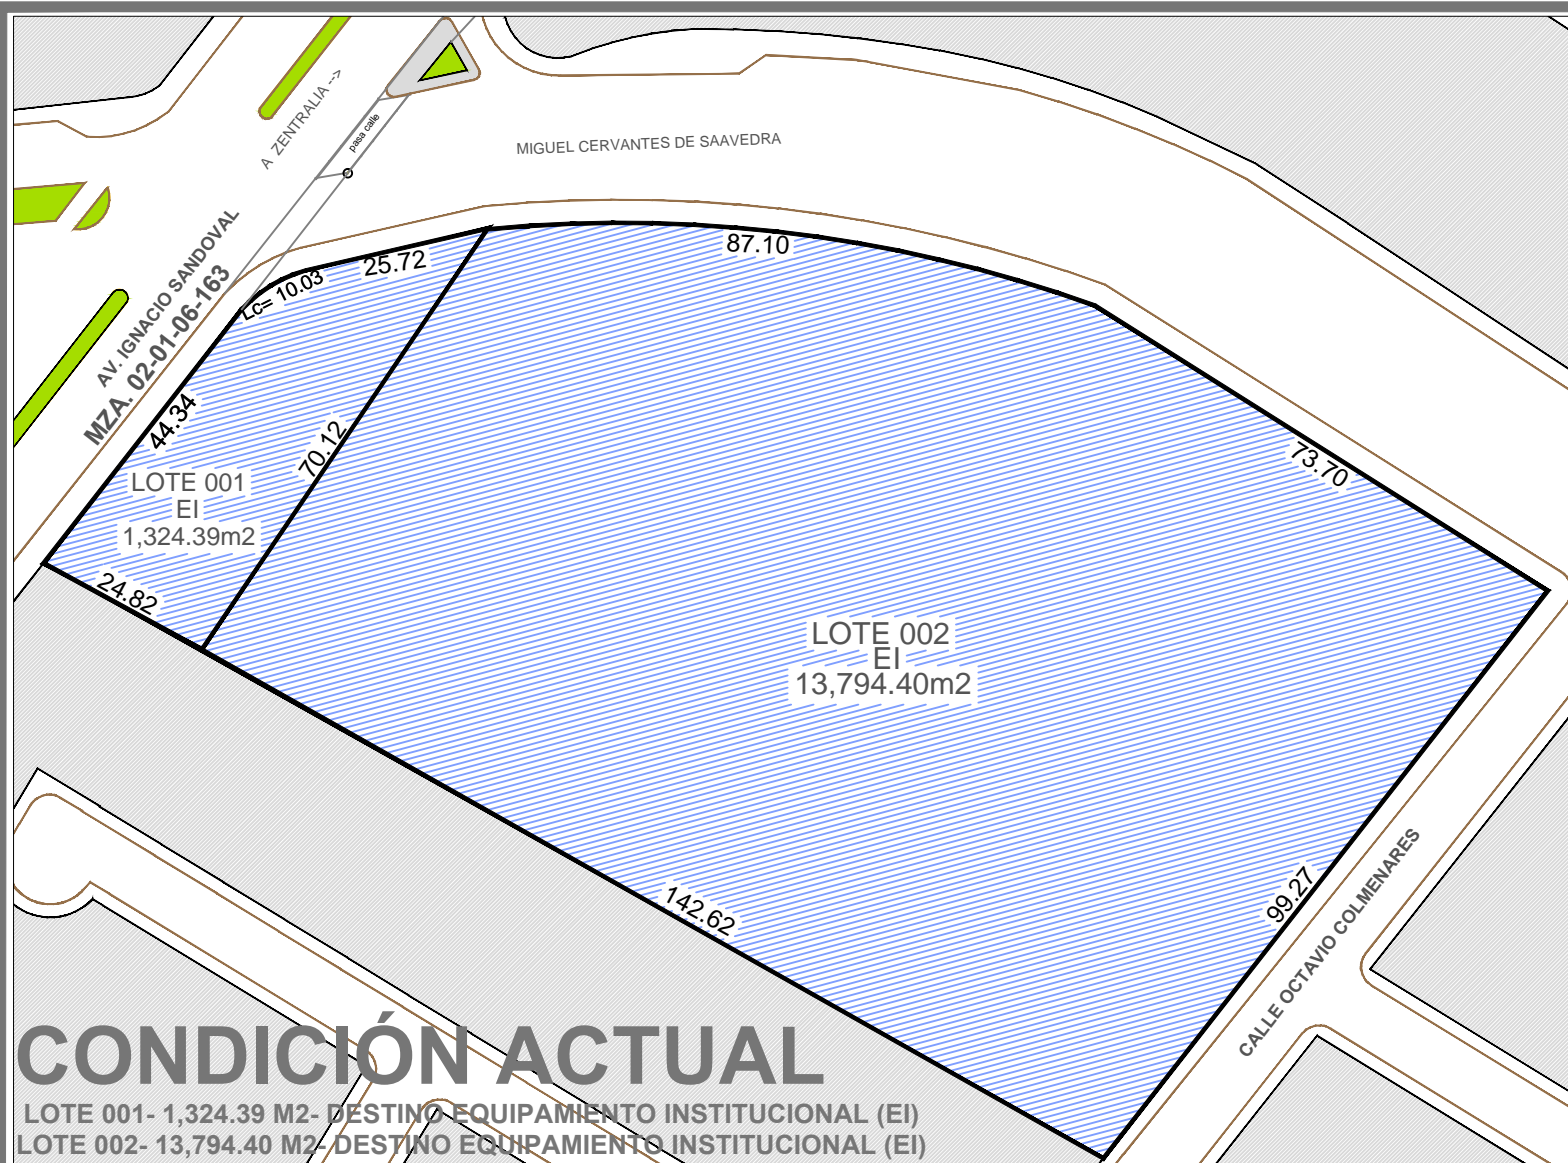 A ZENTRALIA -->
pasa calle
MIGUEL CERVANTES DE SAAVEDRA
AV. IGNACIO SANDOVAL
MZA. 02-01-06-163
87.10
25.72
Lc= 10.03
44.34
70.12
73.70
LOTE 001
EI
1,324.39m2
24.82
LOTE 002
EI
13,794.40m2
142.62
99.27
CALLE OCTAVIO COLMENARES
CONDICIÓN ACTUAL
LOTE 001- 1,324.39 M2- DESTINO EQUIPAMIENTO INSTITUCIONAL (EI)
LOTE 002- 13,794.40 M2- DESTINO EQUIPAMIENTO INSTITUCIONAL (EI)